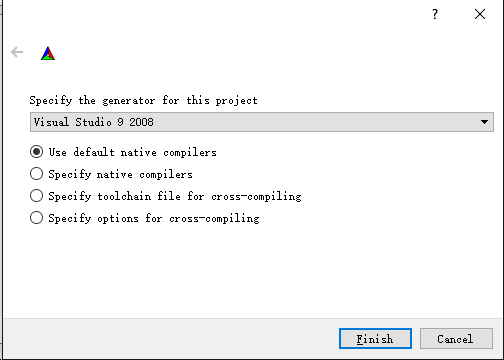 ?
Specify the generator for this project
Visual Studio 9 2008
Use default native compilers
Specify native compilers
Specify toolchain file for cross-compiling
Specify options for cross-compiling
Finish
Cancel